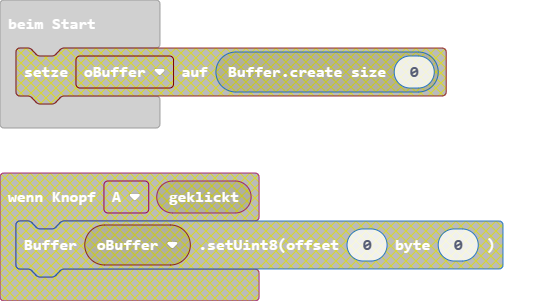 beim Start
setze oBuffer auf Buffer.create size 0
wenn Knopf A geklickt
Buffer oBuffer .setUint8(offset 0 byte 0 )